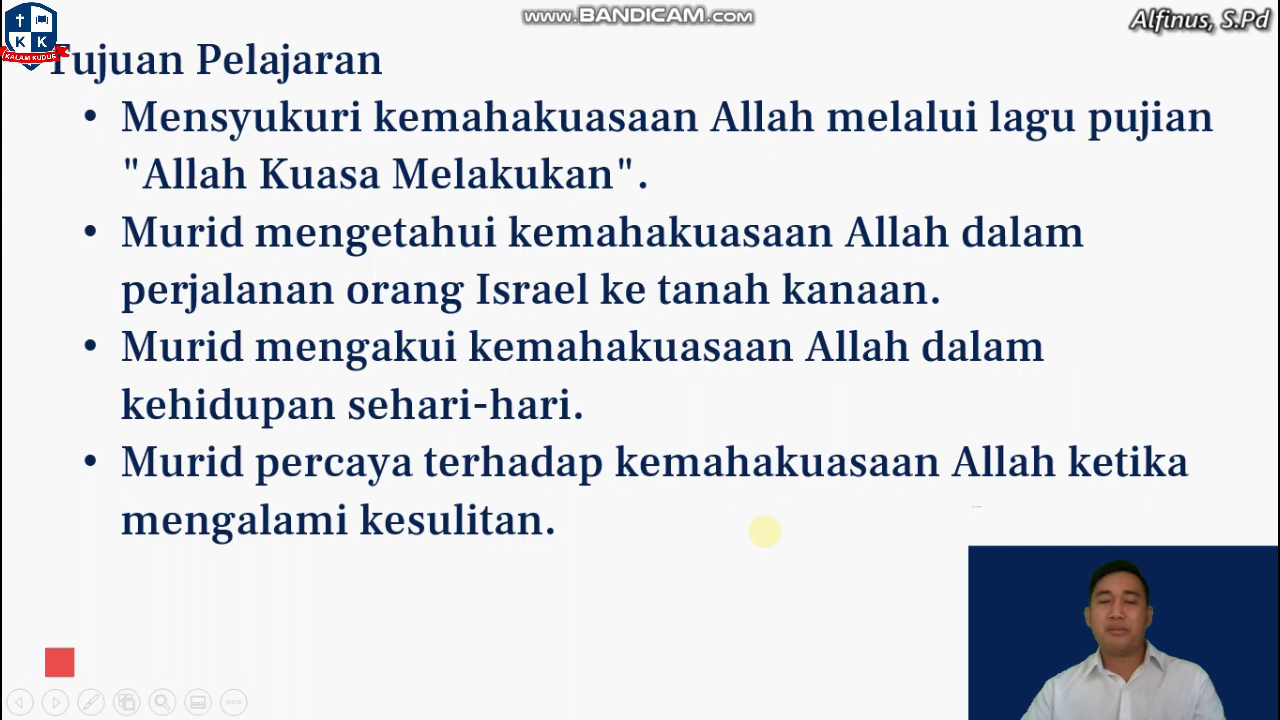 www.BANDICAM.com
Alfinus, S.Pd
K K
KALAM KUDUS
Tujuan Pelajaran
• Mensyukuri kemahakuasaan Allah melalui lagu pujian
"Allah Kuasa Melakukan".
• Murid mengetahui kemahakuasaan Allah dalam
perjalanan orang Israel ke tanah kanaan.
• Murid mengakui kemahakuasaan Allah dalam
kehidupan sehari-hari.
• Murid percaya terhadap kemahakuasaan Allah ketika
mengalami kesulitan.